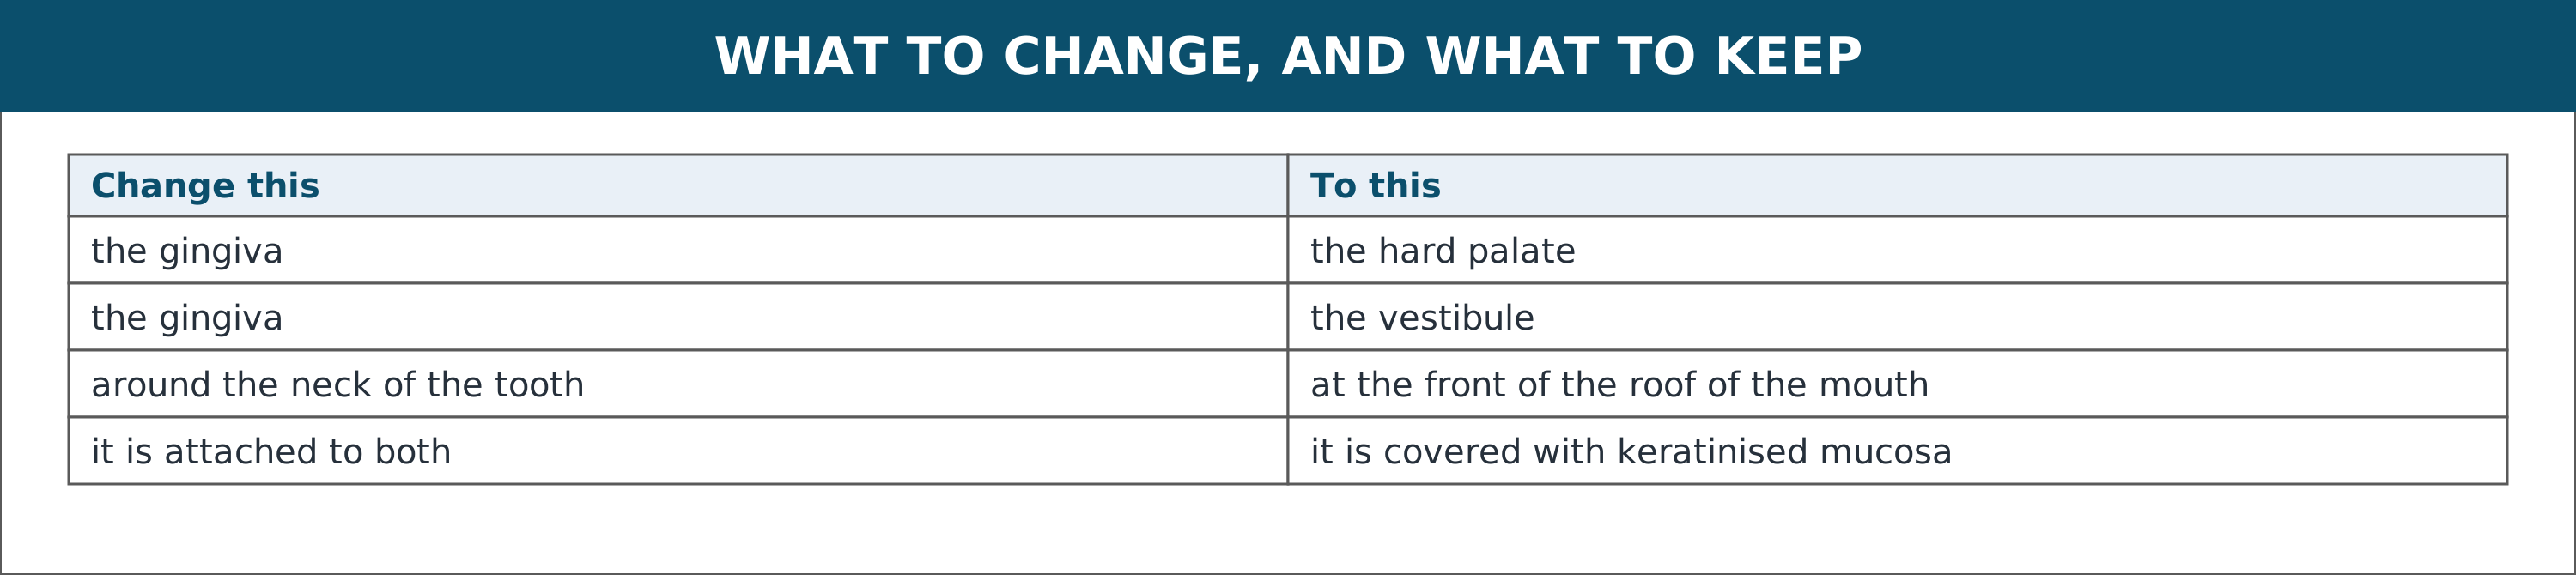 WHAT TO CHANGE, AND WHAT TO KEEP
Change this To this
the gingiva the hard palate
the gingiva the vestibule
around the neck of the tooth at the front of the roof of the mouth
it is attached to both it is covered with keratinised mucosa